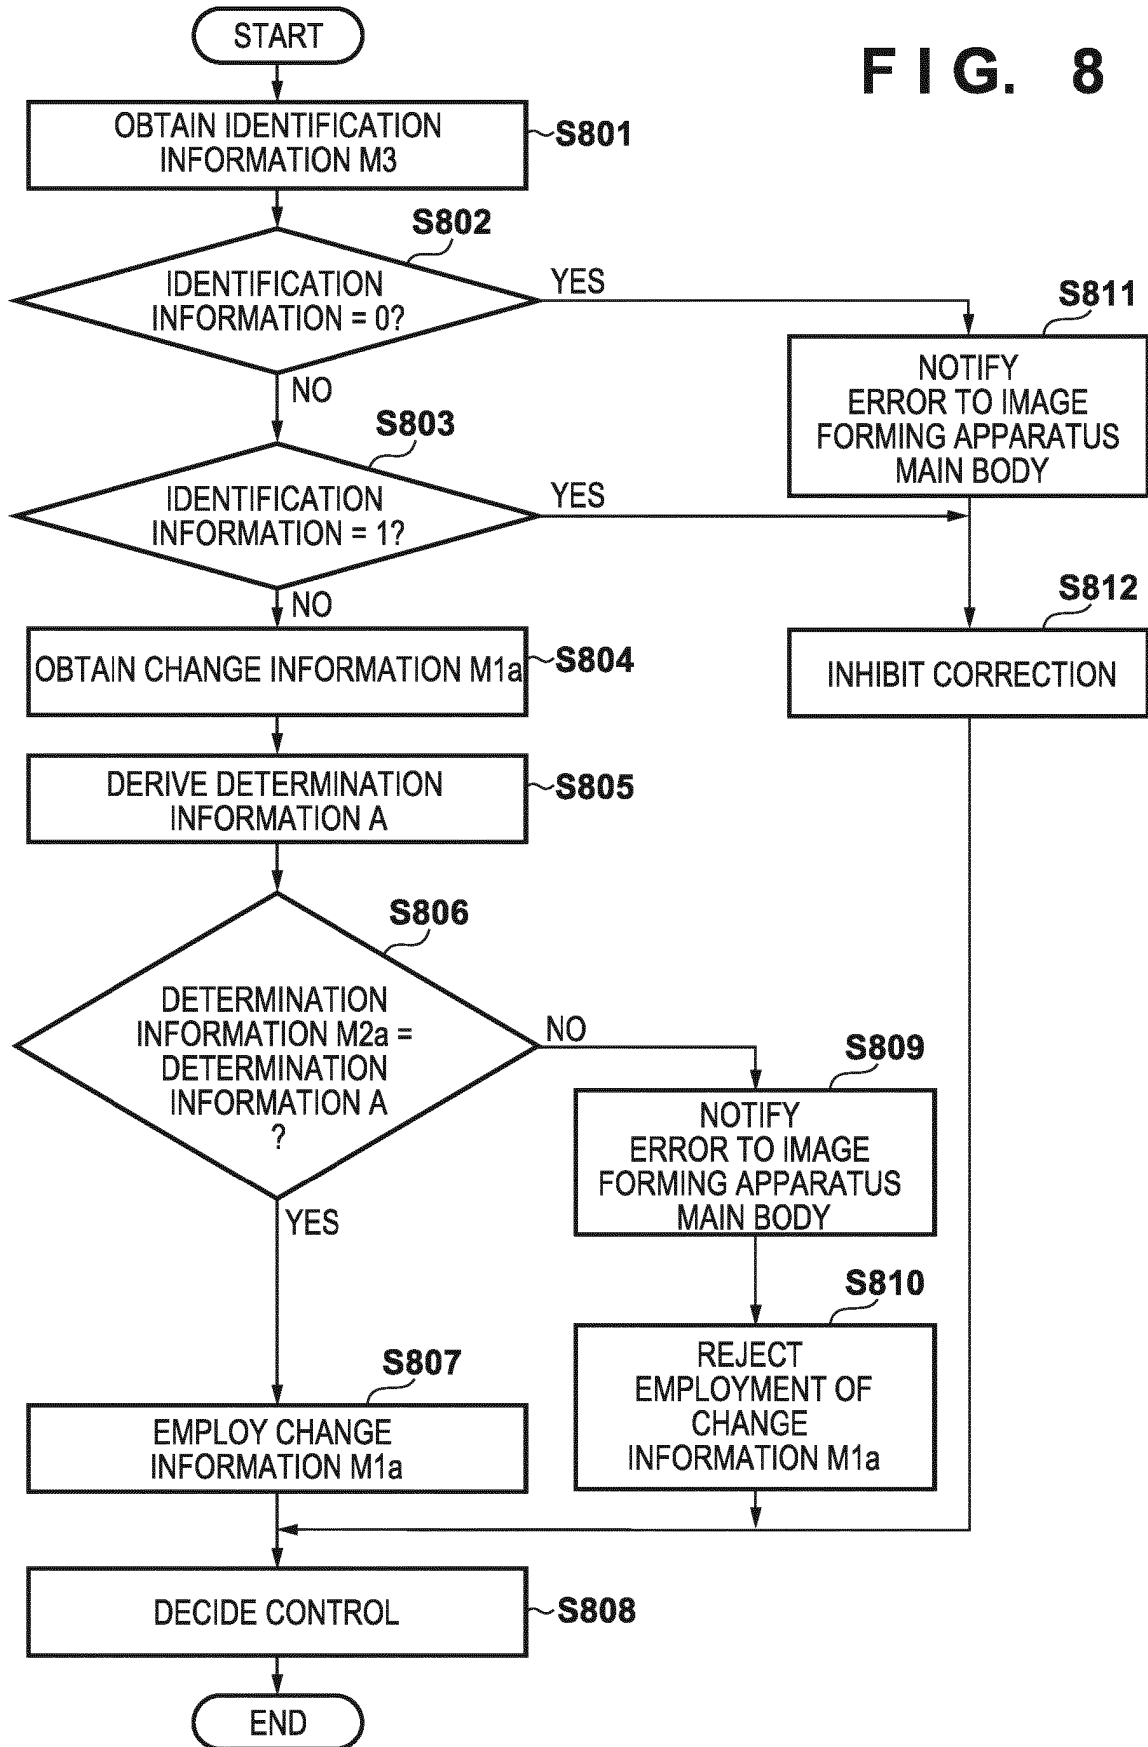 START
FIG. 8
OBTAIN IDENTIFICATION
INFORMATION M3
S801
S802
IDENTIFICATION
INFORMATION = 0?
YES
NO
S811
NOTIFY
ERROR TO IMAGE
FORMING APPARATUS
MAIN BODY
S803
IDENTIFICATION
INFORMATION = 1?
YES
NO
S812
INHIBIT CORRECTION
OBTAIN CHANGE INFORMATION M1a
S804
DERIVE DETERMINATION
INFORMATION A
S805
S806
DETERMINATION
INFORMATION M2a =
DETERMINATION
INFORMATION A
?
NO
YES
S809
NOTIFY
ERROR TO IMAGE
FORMING APPARATUS
MAIN BODY
S810
REJECT
EMPLOYMENT OF
CHANGE
INFORMATION M1a
S807
EMPLOY CHANGE
INFORMATION M1a
DECIDE CONTROL
S808
END